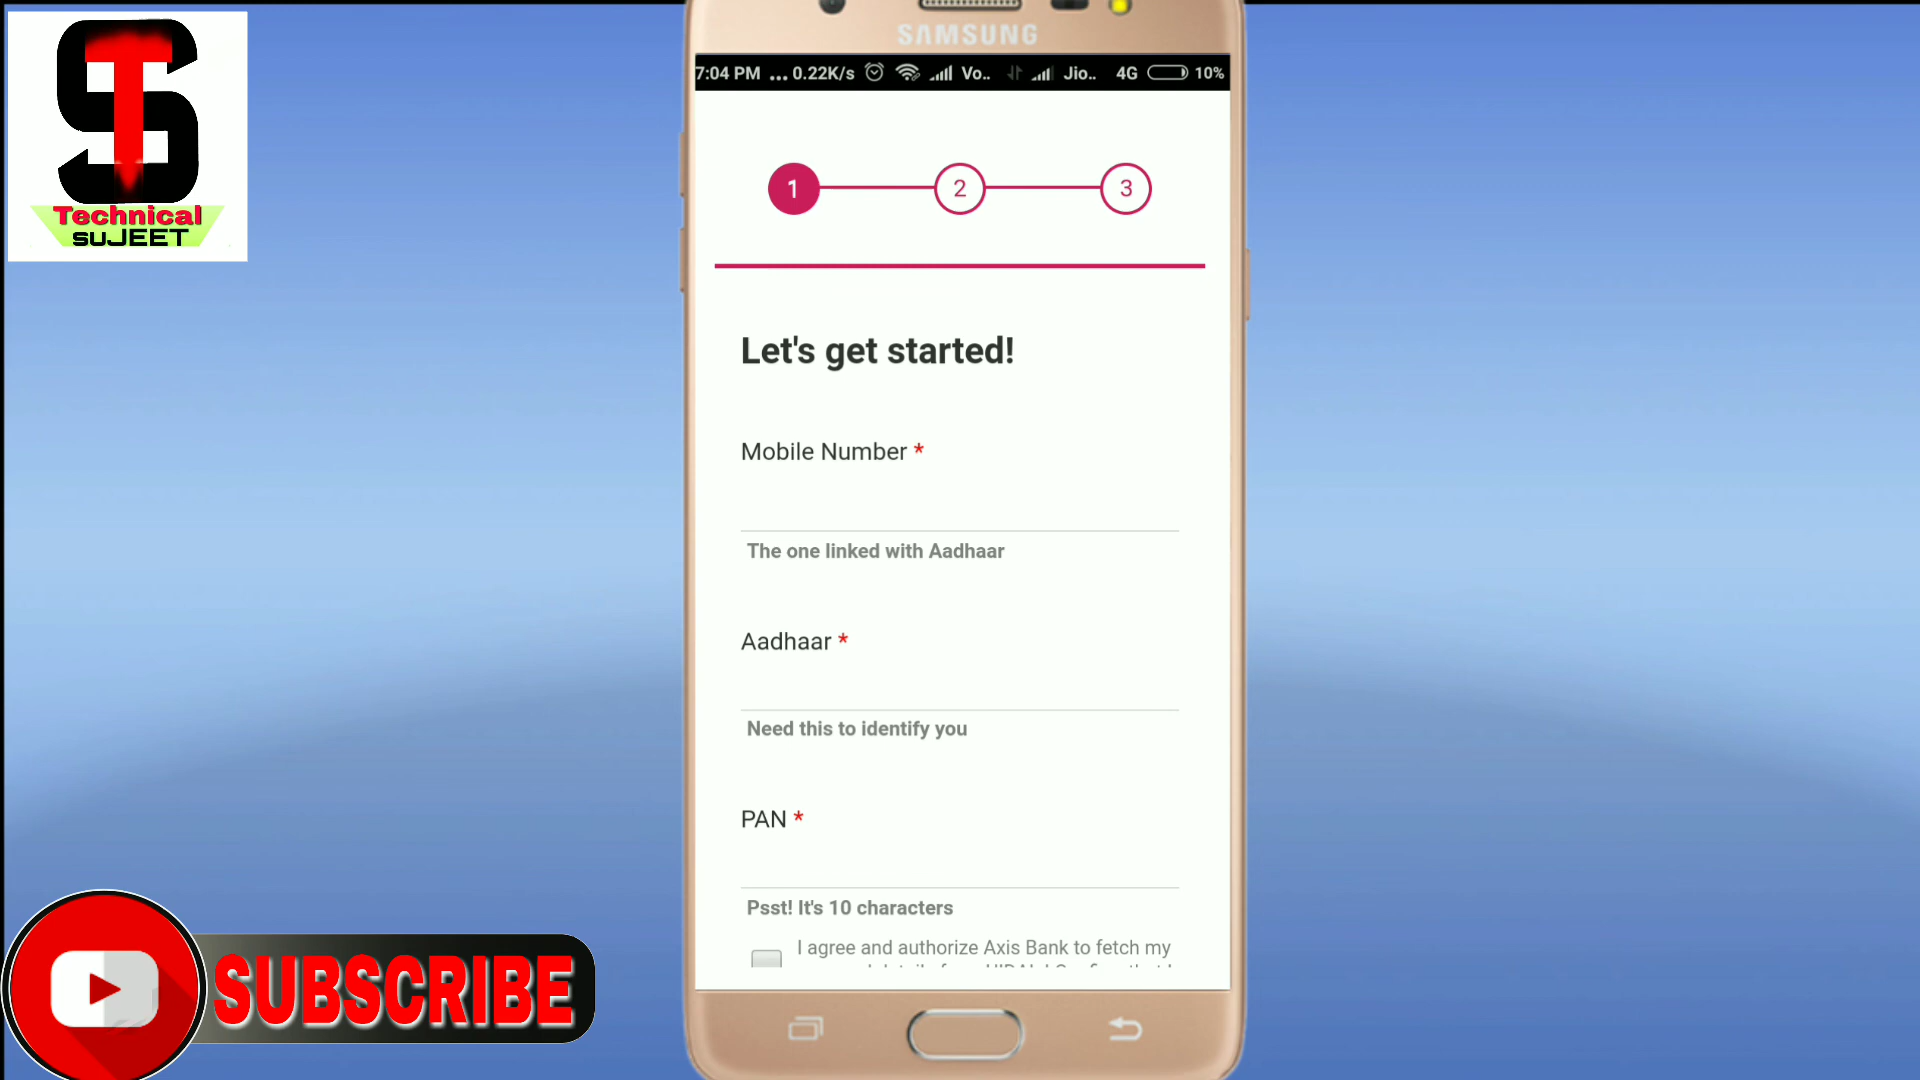 ST
Technical
suJEET
SAMSUNG
7:04 PM ... 0.22K/s Vo.. Jio.. 4G 10%
1 2 3
Let's get started!
Mobile Number *
The one linked with Aadhaar
Aadhaar *
Need this to identify you
PAN *
Psst! It's 10 characters
I agree and authorize Axis Bank to fetch my
SUBSCRIBE